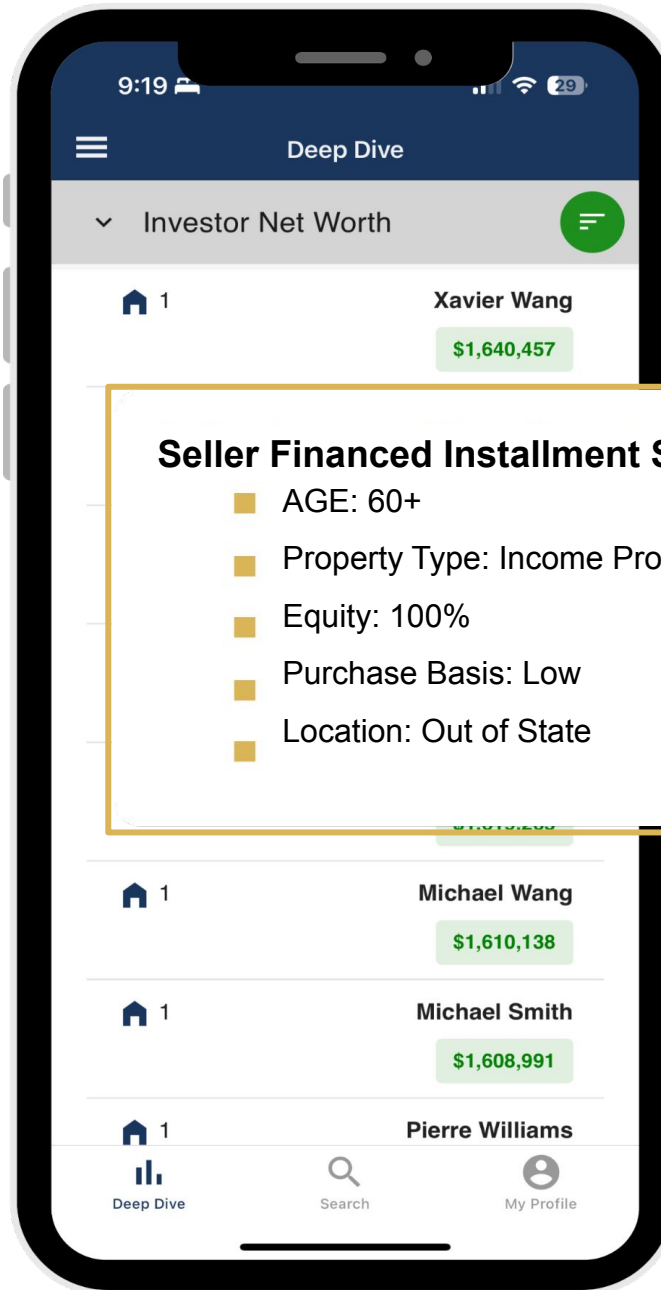 9:19
29
Deep Dive
Investor Net Worth
1 Xavier Wang
$1,640,457
Seller Financed Installment
AGE: 60+
Property Type: Income
Equity: 100%
Purchase Basis: Low
Location: Out of State
1 Michael Wang
$1,610,138
1 Michael Smith
$1,608,991
1 Pierre Williams
Deep Dive Search My Profile